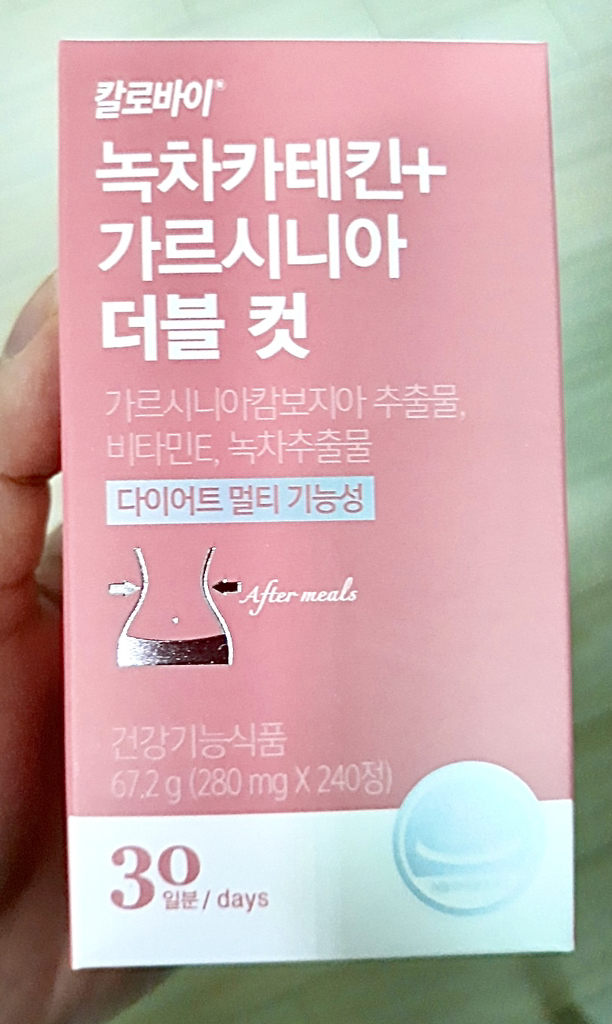 칼로바이®
녹차카테킨+
가르시니아
더블 컷
가르시니아캄보지아 추출물,
비타민E, 녹차추출물
다이어트 멀티 기능성
After meals
건강기능식품
67.2 g (280 mg X 240정)
30 일분 / days